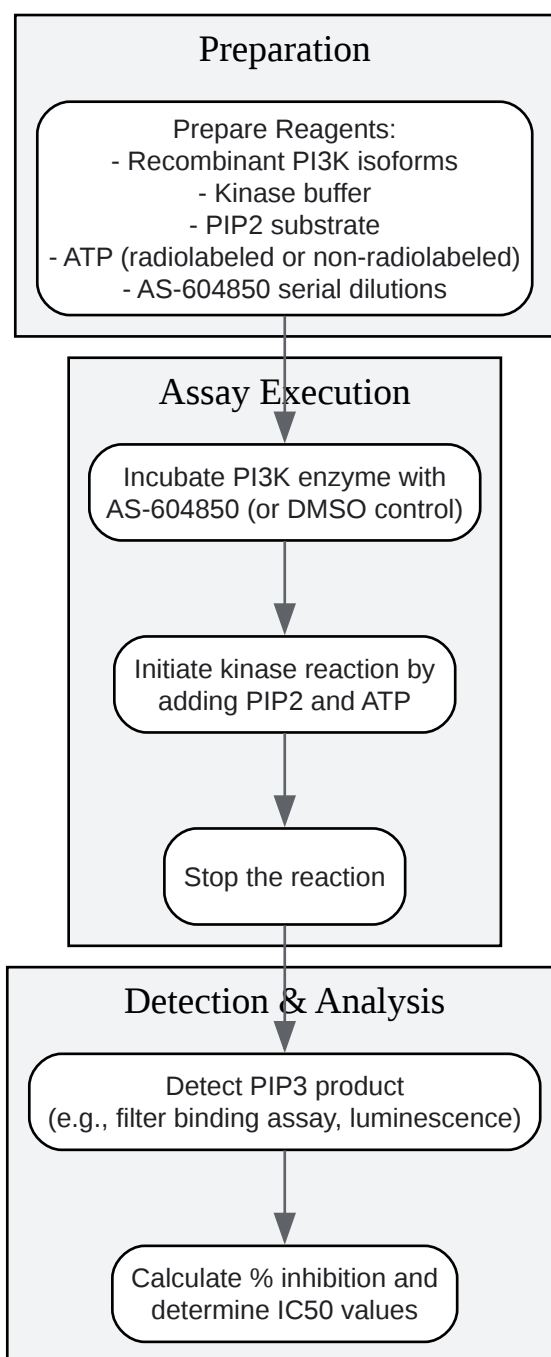 Preparation
Prepare Reagents:
- Recombinant PI3K isoforms
- Kinase buffer
- PIP2 substrate
- ATP (radiolabeled or non-radiolabeled)
- AS-604850 serial dilutions
Assay Execution
Incubate PI3K enzyme with
AS-604850 (or DMSO control)
Initiate kinase reaction by
adding PIP2 and ATP
Stop the reaction
Detection & Analysis
Detect PIP3 product
(e.g., filter binding assay, luminescence)
Calculate % inhibition and
determine IC50 values